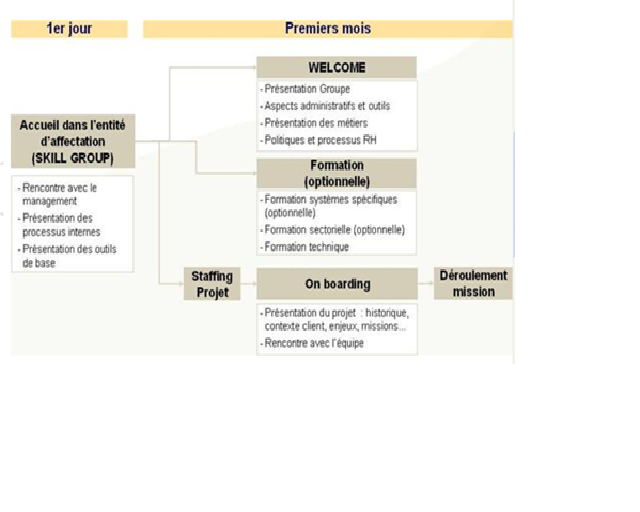 1er jour
Premiers mois
Accueil dans l'entité
d'affectation
(SKILL GROUP)
- Rencontre avec le
management
- Présentation des
processus internes
- Présentation des outils
de base
WELCOME
- Présentation Groupe
- Aspects administratifs et outils
- Présentation des métiers
- Politiques et processus RH
Formation
(optionnelle)
- Formation systèmes spécifiques
(optionnelle)
- Formation sectorielle (optionnelle)
- Formation technique
Staffing
Projet
On boarding
- Présentation du projet : historique,
contexte client, enjeux, missions...
- Rencontre avec l'équipe
Déroulement
mission